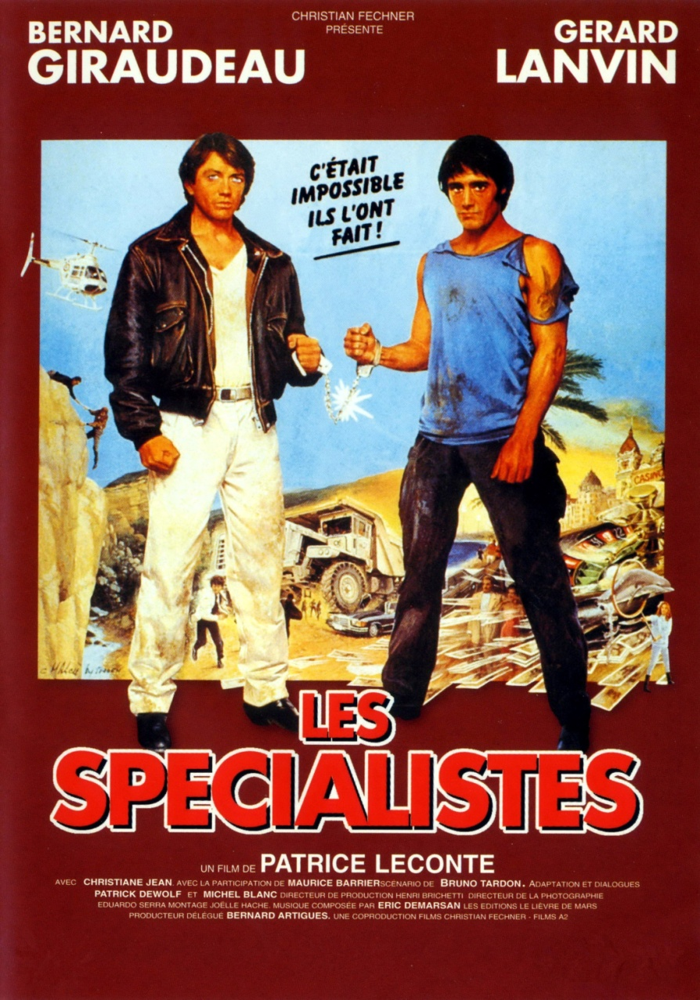 CHRISTIAN FECHNER
PRÉSENTE
BERNARD
GIRAUDEAU
GERARD
LANVIN
C'ÉTAIT
IMPOSSIBLE
ILS L'ONT
FAIT !
CASINO
LES
SPECIALISTES
UN FILM DE PATRICE LECONTE
AVEC CHRISTIANE JEAN. AVEC LA PARTICIPATION DE MAURICE BARRIERSCÉNARIO DE BRUNO TARDON. ADAPTATION ET DIALOGUES
PATRICK DEWOLF ET MICHEL BLANC DIRECTEUR DE PRODUCTION HENRI BRICHETTI DIRECTEUR DE LA PHOTOGRAPHIE
EDUARDO SERRA MONTAGE JOËLLE HACHE. MUSIQUE COMPOSÉE PAR ERIC DEMARSAN LES EDITIONS LE LIÈVRE DE MARS
PRODUCTEUR DÉLÉGUÉ BERNARD ARTIGUES. UNE COPRODUCTION FILMS CHRISTIAN FECHNER - FILMS A2